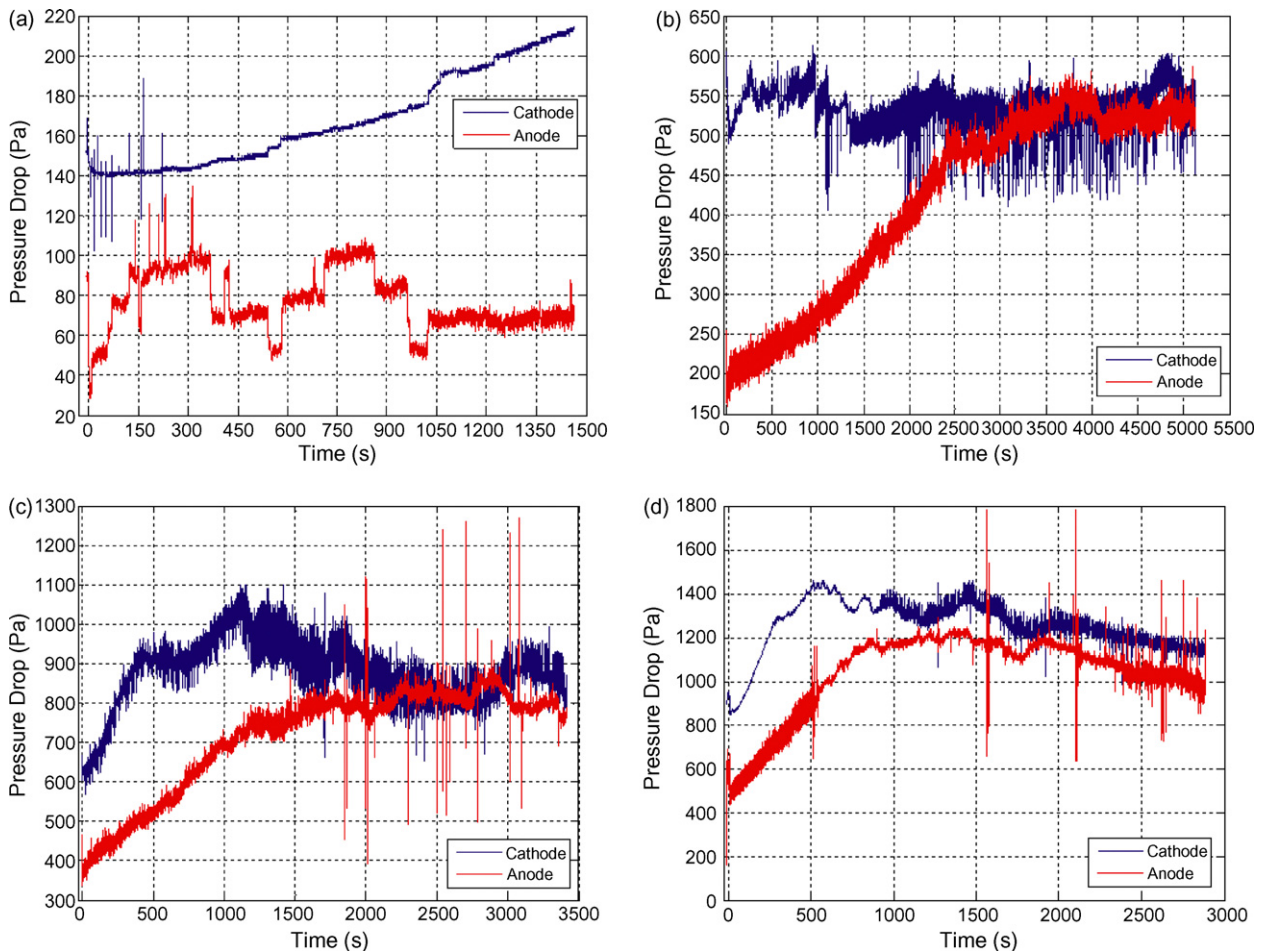 (a)
220
200
180
160
140
120
100
80
60
40
20
Pressure Drop (Pa)
Cathode
Anode
0 150 300 450 600 750 900 1050 1200 1350 1500
Time (s)
(b)
650
600
550
500
450
400
350
300
250
200
150
Pressure Drop (Pa)
Cathode
Anode
0 500 1000 1500 2000 2500 3000 3500 4000 4500 5000 5500
Time (s)
(c)
1300
1200
1100
1000
900
800
700
600
500
400
300
Pressure Drop (Pa)
Cathode
Anode
0 500 1000 1500 2000 2500 3000 3500
Time (s)
(d)
1800
1600
1400
1200
1000
800
600
400
200
0
Pressure Drop (Pa)
Cathode
Anode
0 500 1000 1500 2000 2500 3000
Time (s)